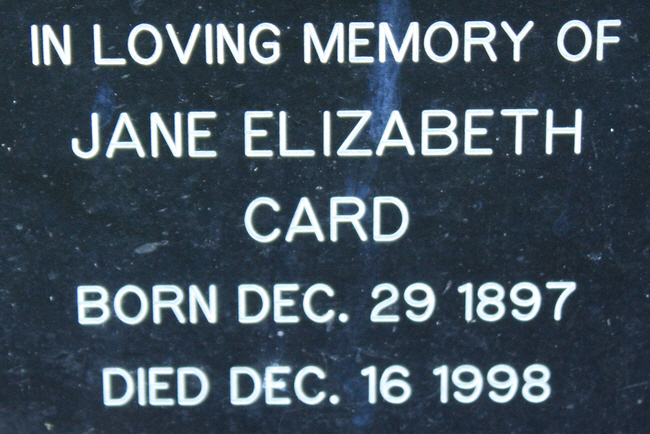 IN LOVING MEMORY OF
JANE ELIZABETH
CARD
BORN DEC. 29 1897
DIED DEC. 16 1998